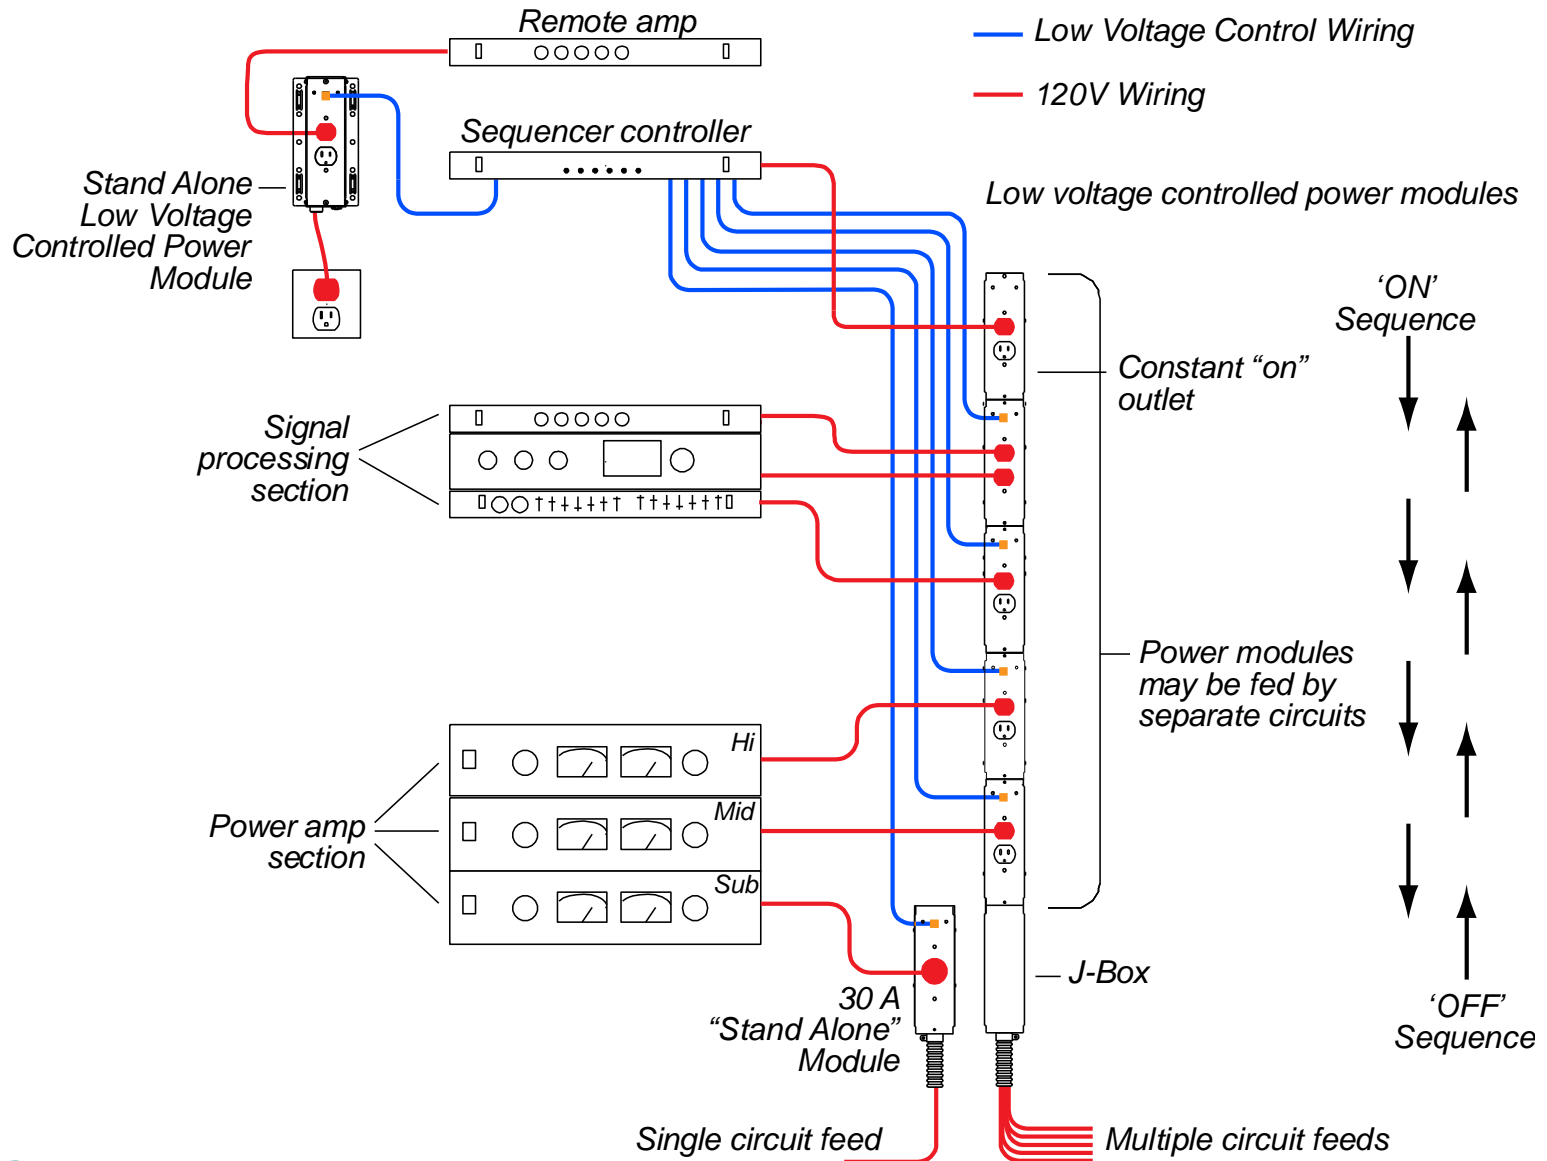 Remote amp
Low Voltage Control Wiring
120V Wiring
Sequencer controller
Stand Alone
Low Voltage
Controlled Power
Module
Low voltage controlled power modules
‘ON’
Sequence
Constant “on”
outlet
Signal
processing
section
Power modules
may be fed by
separate circuits
Hi
Mid
Sub
Power amp
section
J-Box
30 A
“Stand Alone”
Module
‘OFF’
Sequence
Single circuit feed
Multiple circuit feeds